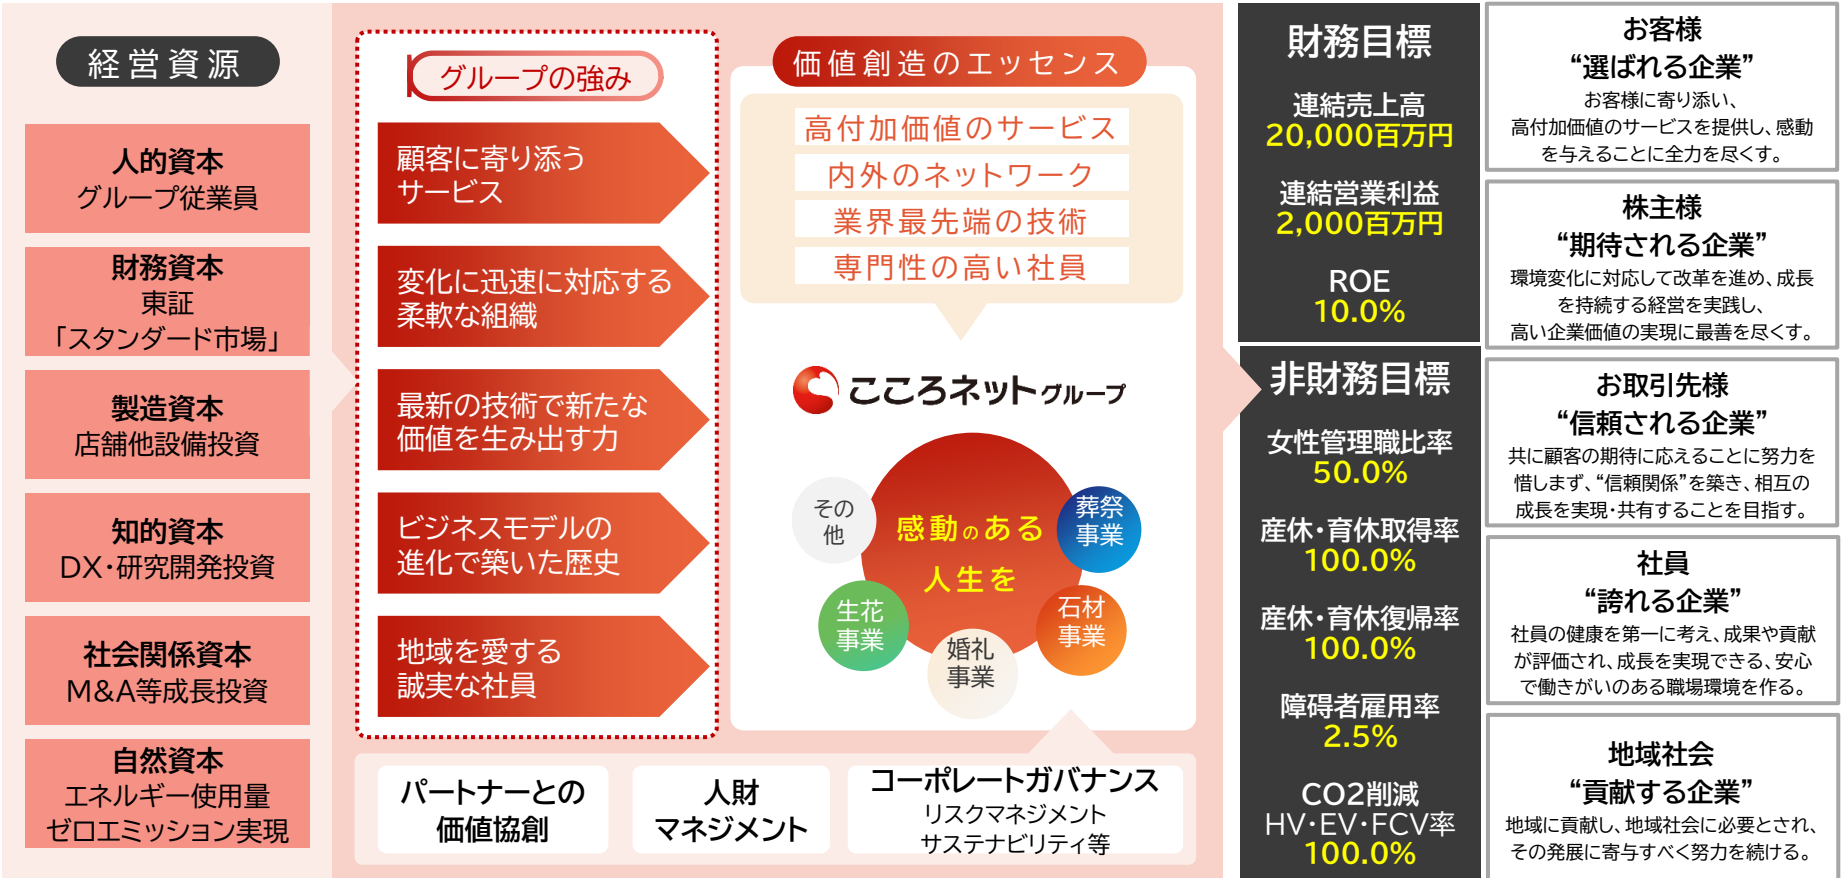 経営資源
人的資本
グループ従業員
財務資本
東証
「スタンダード市場」
製造資本
店舗他設備投資
知的資本
DX・研究開発投資
社会関係資本
M&A等成長投資
自然資本
エネルギー使用量
ゼロエミッション実現
グループの強み
顧客に寄り添う
サービス
変化に迅速に対応する
柔軟な組織
最新の技術で新たな
価値を生み出す力
ビジネスモデルの
進化で築いた歴史
地域を愛する
誠実な社員
価値創造のエッセンス
高付加価値のサービス
内外のネットワーク
業界最先端の技術
専門性の高い社員
こころネットグループ
感動のある
人生を
葬祭
事業
石材
事業
婚礼
事業
生花
事業
その
他
パートナーとの
価値協創
人財
マネジメント
コーポレートガバナンス
リスクマネジメント
サステナビリティ等
財務目標
連結売上高
20,000百万円
連結営業利益
2,000百万円
ROE
10.0%
非財務目標
女性管理職比率
50.0%
産休・育休取得率
100.0%
産休・育休復帰率
100.0%
障碍者雇用率
2.5%
CO2削減
HV・EV・FCV率
100.0%
お客様
“選ばれる企業”
お客様に寄り添い、
高付加価値のサービスを提供し、感動
を与えることに全力を尽くす。
株主様
“期待される企業”
環境変化に対応して改革を進め、成長
を持続する経営を実践し、
高い企業価値の実現に最善を尽くす。
お取引先様
“信頼される企業”
共に顧客の期待に応えることに努力を
惜しまず、“信頼関係”を築き、相互の
成長を実現・共有することを目指す。
社員
“誇れる企業”
社員の健康を第一に考え、成果や貢献
が評価され、成長を実現できる、安心
で働きがいのある職場環境を作る。
地域社会
“貢献する企業”
地域に貢献し、地域社会に必要とされ、
その発展に寄与すべく努力を続ける。